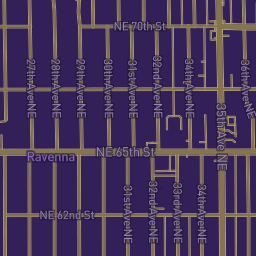 NE 70th St
27th Ave NE
28th Ave NE
29th Ave NE
30th Ave NE
31st Ave NE
32nd Ave NE
34th Ave NE
35th Ave NE
36th Ave NE
NE 65th St
Ravenna
31st Ave NE
32nd Ave NE
33rd Ave NE
34th Ave NE
NE 62nd St